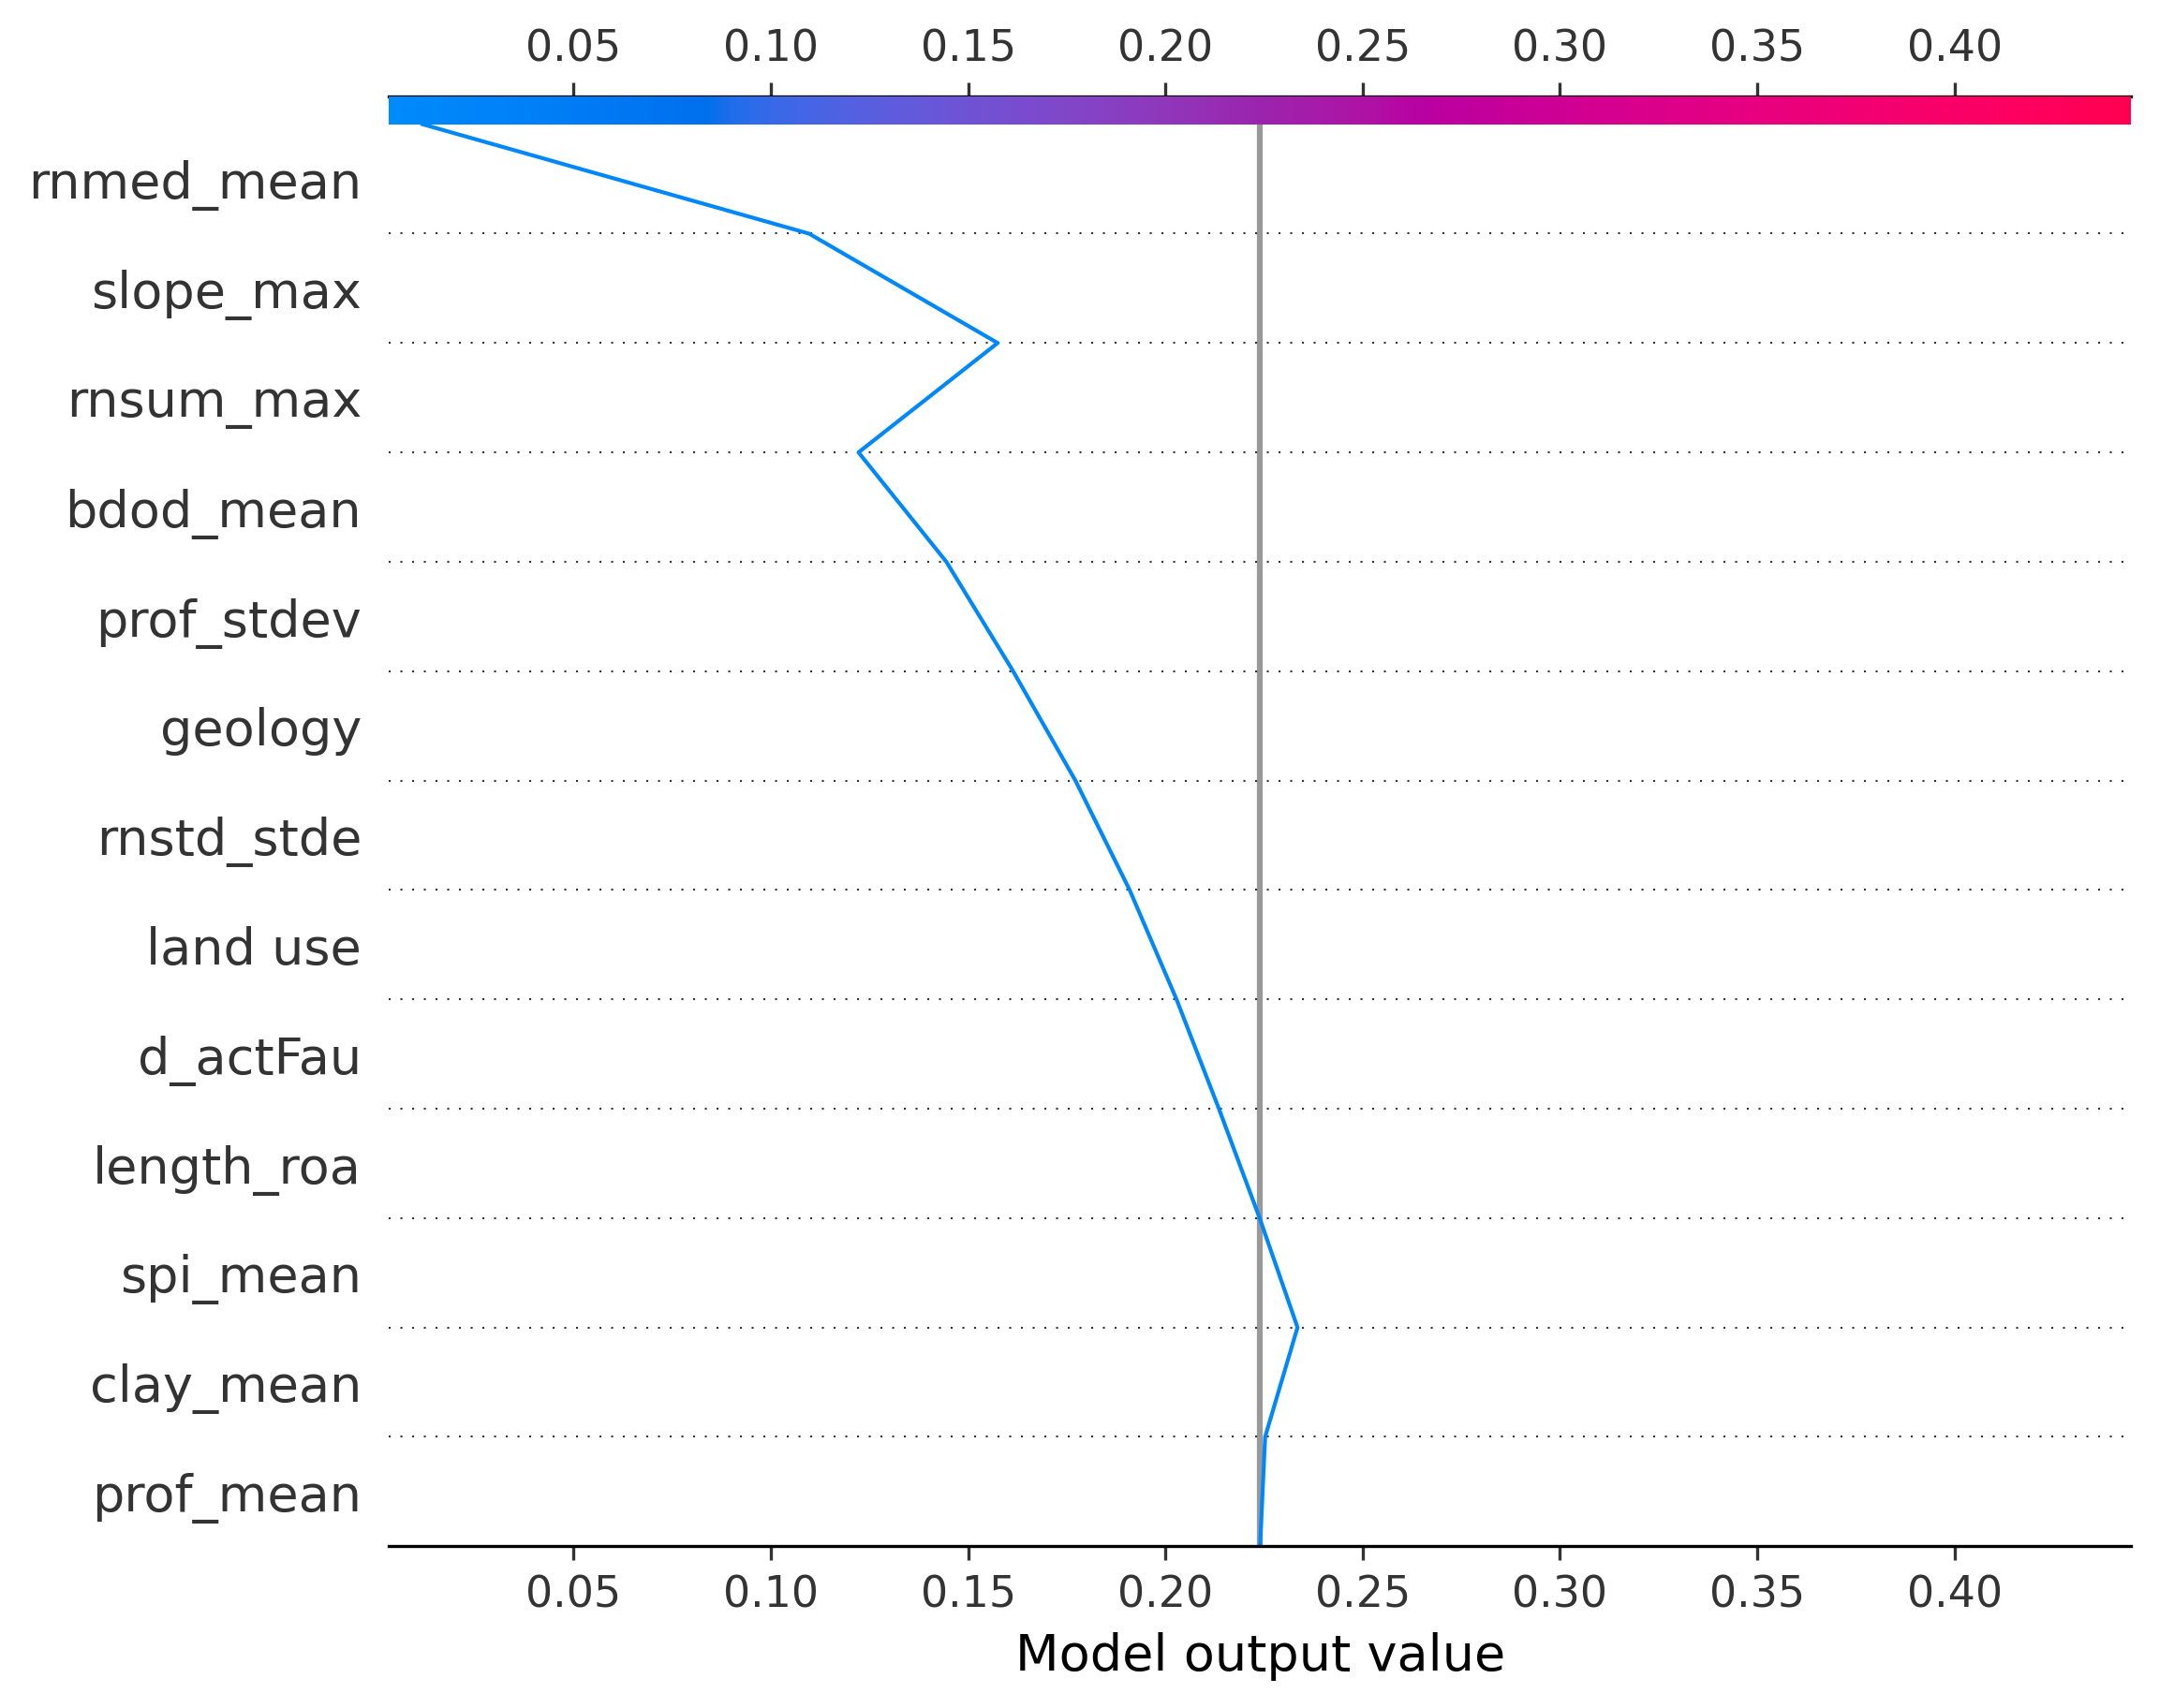 0.05 0.10 0.15 0.20 0.25 0.30 0.35 0.40
rnmed_mean
slope_max
rnsum_max
bdod_mean
prof_stdev
geology
rnstd_stde
land use
d_actFau
length_roa
spi_mean
clay_mean
prof_mean
0.05 0.10 0.15 0.20 0.25 0.30 0.35 0.40
Model output value